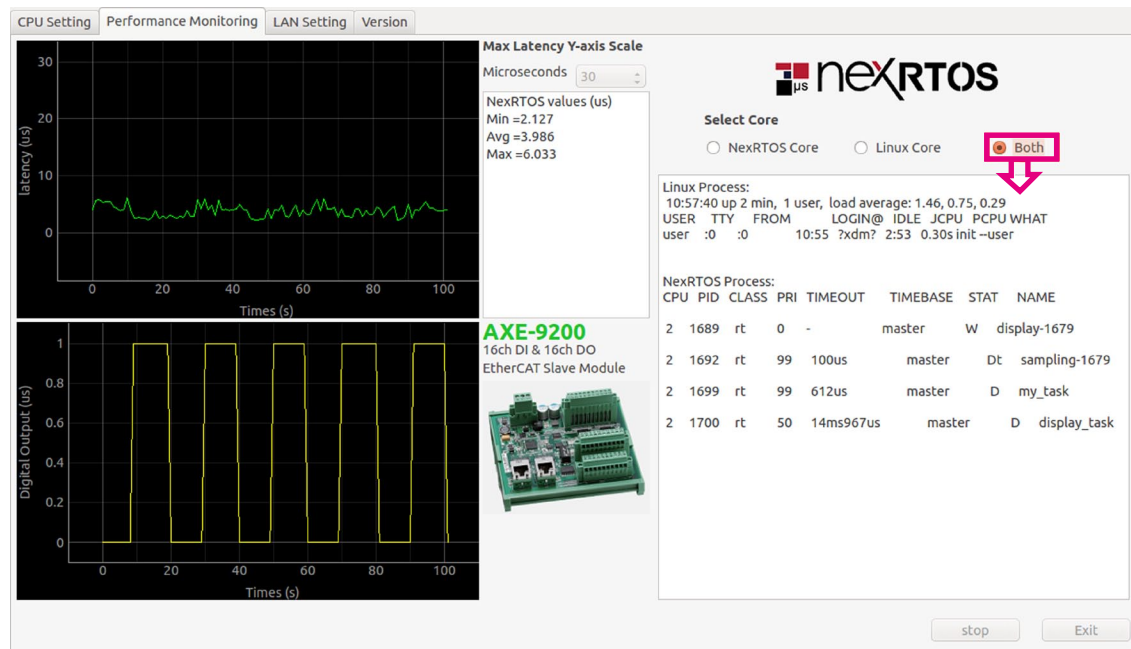 CPU Setting Performance Monitoring LAN Setting Version
30
20
10
0
latency (us)
0 20 40 60 80 100
Times (s)
Max Latency Y-axis Scale
Microseconds 30
NexRTOS values (us)
Min =2.127
Avg =3.986
Max =6.033
1
0.8
0.6
0.4
0.2
0
Digital Output (us)
0 20 40 60 80 100
Times (s)
AXE-9200
16ch DI & 16ch DO
EtherCAT Slave Module
μs neXRTOS
Select Core
NexRTOS Core Linux Core Both
Linux Process:
10:57:40 up 2 min, 1 user, load average: 1.46, 0.75, 0.29
USER TTY FROM LOGIN@ IDLE JCPU PCPU WHAT
user :0 :0 10:55 ?xdm? 2:53 0.30s init --user
NexRTOS Process:
CPU PID CLASS PRI TIMEOUT TIMEBASE STAT NAME
2 1689 rt 0 - master W display-1679
2 1692 rt 99 100us master Dt sampling-1679
2 1699 rt 99 612us master D my_task
2 1700 rt 50 14ms967us master D display_task
stop Exit